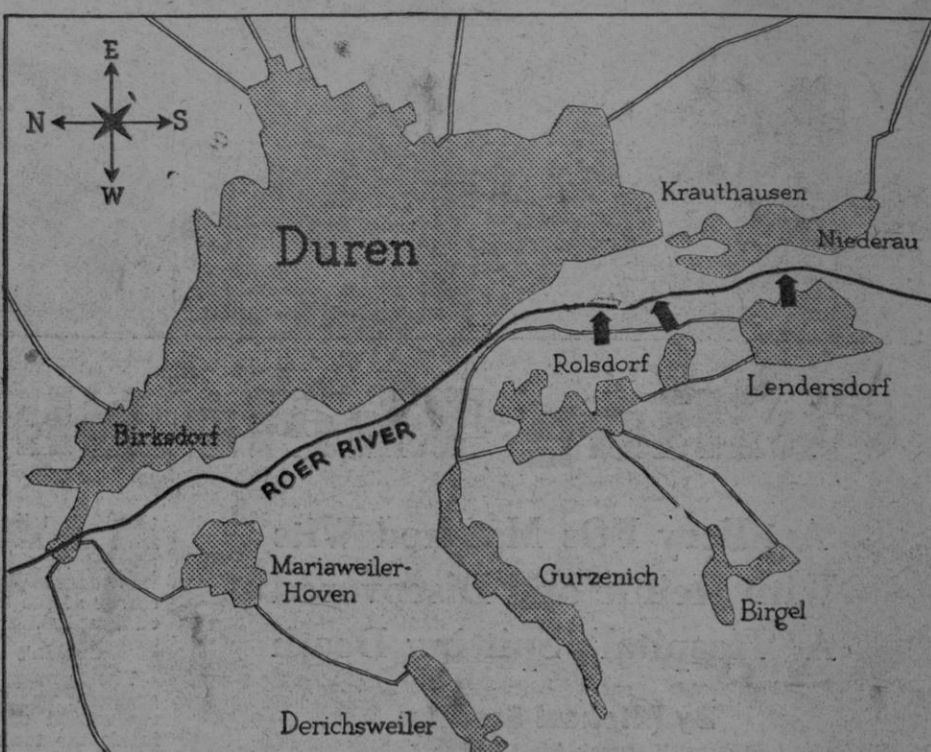 E
N S
W
Krauthausen
Duren
Niederau
Rolsdorf
Lendersdorf
Birksdorf
ROER RIVER
Mariaweiler-
Hoven
Gurzenich
Birgel
Derichsweiler